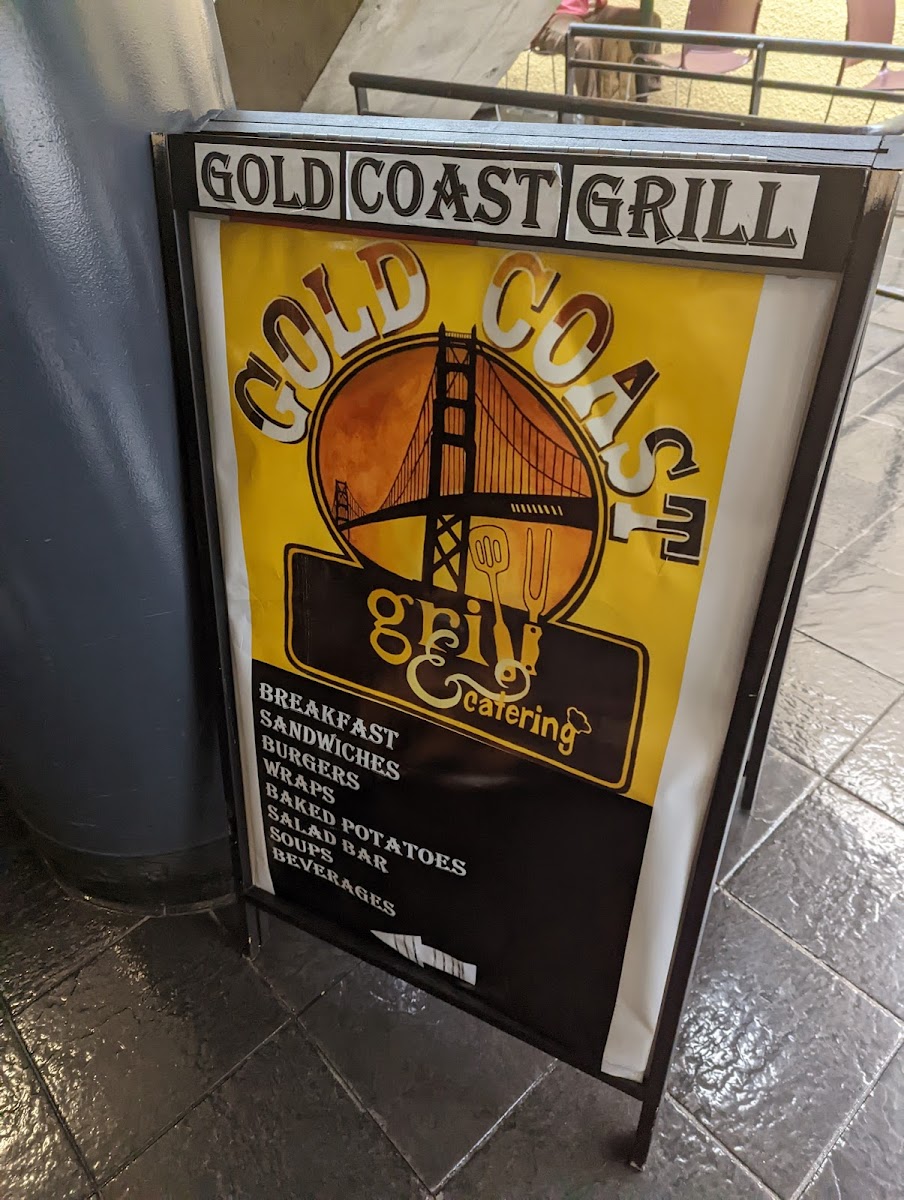 GOLD COAST GRILL
GOLD COAST
grill
& catering
BREAKFAST
SANDWICHES
BURGERS
WRAPS
BAKED POTATOES
SALAD BAR
SOUPS
BEVERAGES